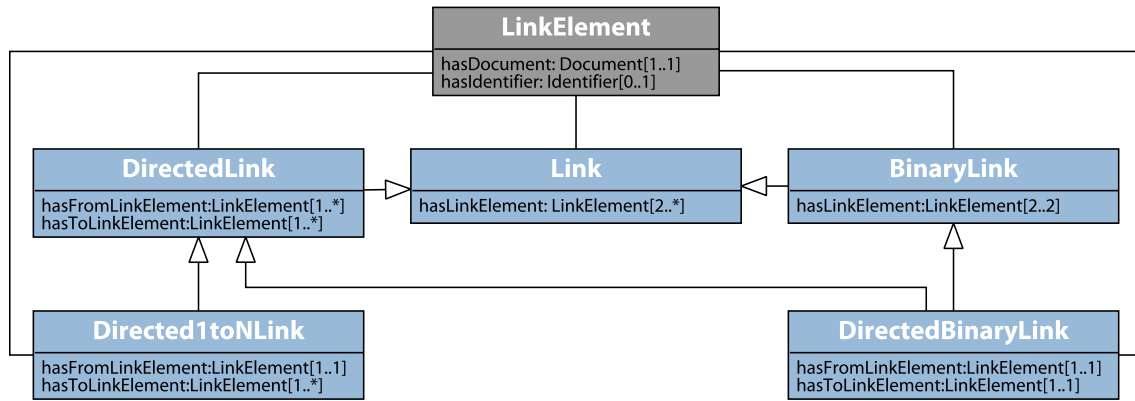 LinkElement
hasDocument: Document[1..1]
hasIdentifier: Identifier[0..1]
DirectedLink
hasFromLinkElement:LinkElement[1..*]
hasToLinkElement:LinkElement[1..*]
Link
hasLinkElement: LinkElement[2..*]
BinaryLink
hasLinkElement:LinkElement[2..2]
Directed1toNLink
hasFromLinkElement:LinkElement[1..1]
hasToLinkElement:LinkElement[1..*]
DirectedBinaryLink
hasFromLinkElement:LinkElement[1..1]
hasToLinkElement:LinkElement[1..1]